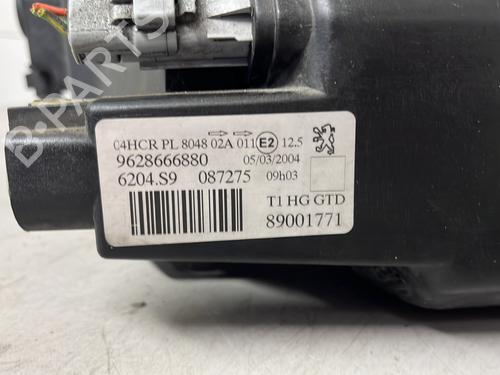 04HCR PL 8048 02A 011 E2 12.5
9628666880 05/03/2004
6204.S9 087275 09h03
T1 HG GTD
89001771
B-PARTS